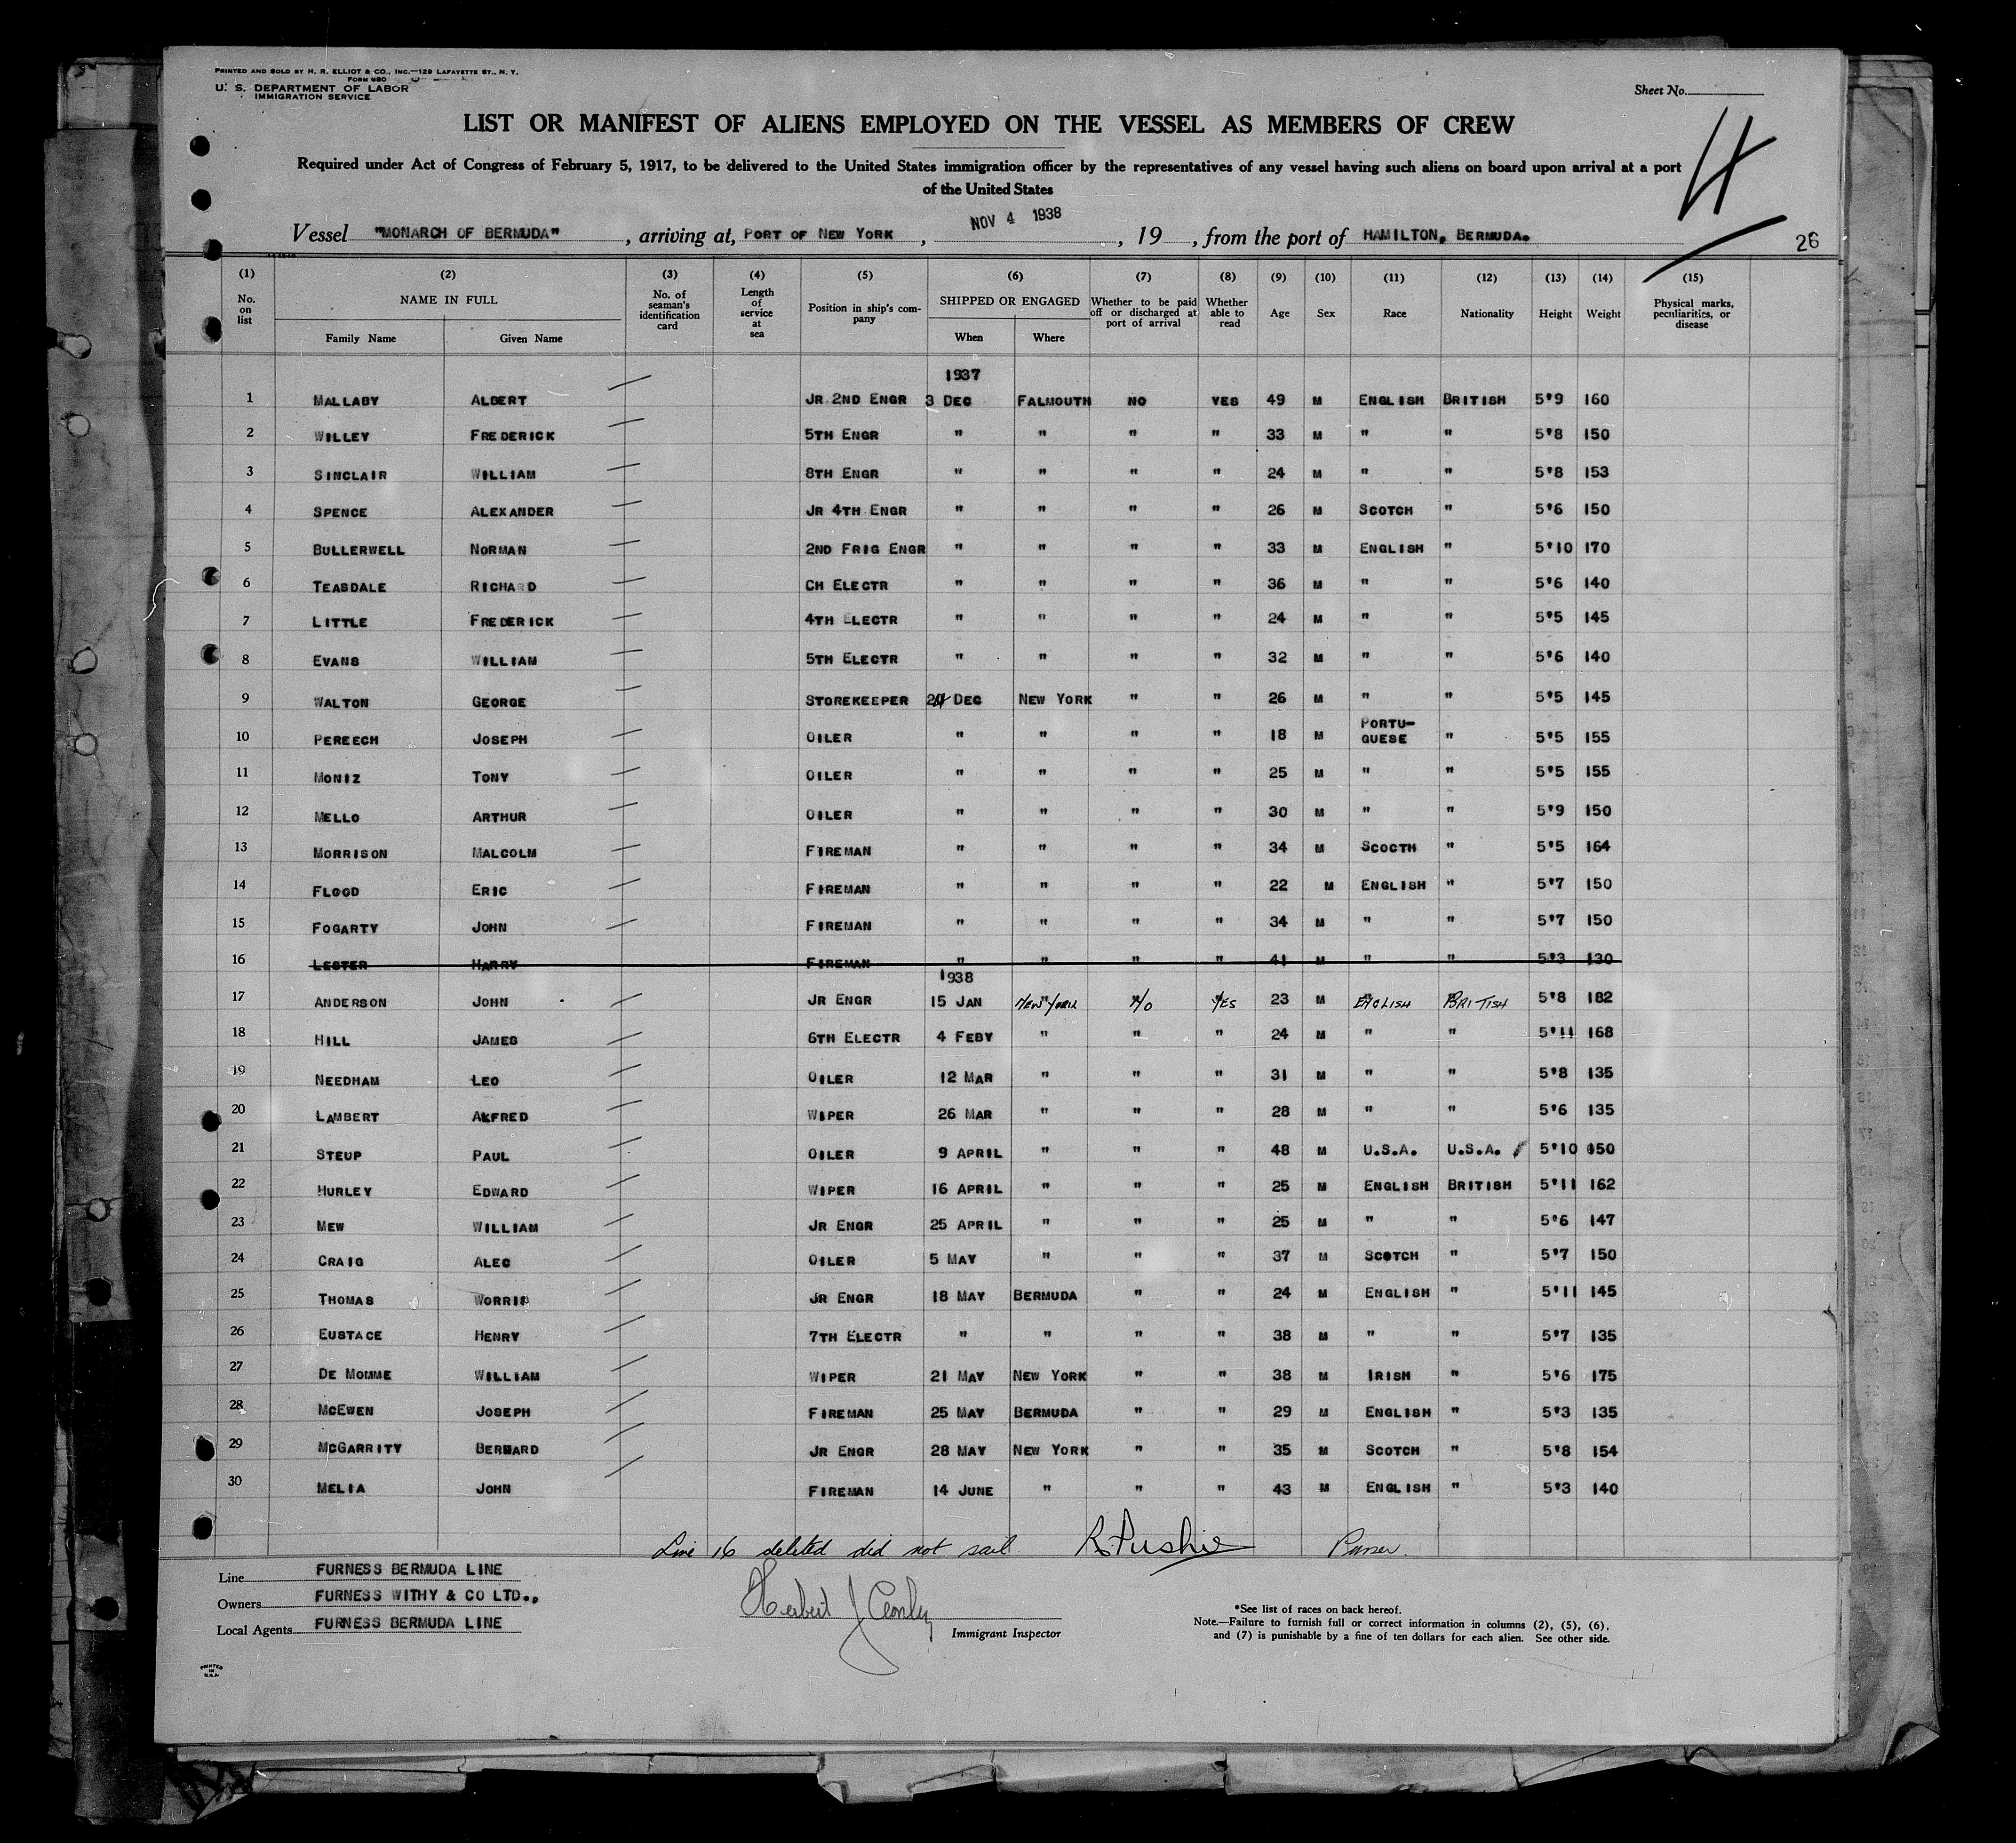 PRINTED AND SOLD BY H. R. ELLIOT & CO., INC.—129 LAFAYETTE ST., N. Y.
FORM 680
U. S. DEPARTMENT OF LABOR
IMMIGRATION SERVICE
Sheet No.
LIST OR MANIFEST OF ALIENS EMPLOYED ON THE VESSEL AS MEMBERS OF CREW
4
Required under Act of Congress of February 5, 1917, to be delivered to the United States immigration officer by the representatives of any vessel having such aliens on board upon arrival at a port
of the United States
Vessel "MONARCH OF BERMUDA", arriving at, PORT OF NEW YORK, NOV 4 1938, 19 , from the port of HAMILTON, BERMUDA.
26
(1) (2) (3) (4) (5) (6) (7) (8) (9) (10) (11) (12) (13) (14) (15)
No. on list NAME IN FULL Family Name Given Name No. of seaman's identification card Length of service at sea Position in ship's company SHIPPED OR ENGAGED When Where Whether to be paid off or discharged at port of arrival Whether able to read Age Sex Race Nationality Height Weight Physical marks, peculiarities, or disease
1937
1 MALLABY ALBERT JR 2ND ENGR 3 DEC FALMOUTH NO YES 49 M ENGLISH BRITISH 5'9 160
2 WILLEY FREDERICK 5TH ENGR " " " " 33 M " " 5'8 150
3 SINCLAIR WILLIAM 8TH ENGR " " " " 24 M " " 5'8 153
4 SPENCE ALEXANDER JR 4TH ENGR " " " " 26 M SCOTCH " 5'6 150
5 BULLERWELL NORMAN 2ND FRIG ENGR " " " " 33 M ENGLISH " 5'10 170
6 TEASDALE RICHARD CH ELECTR " " " " 36 M " " 5'6 140
7 LITTLE FREDERICK 4TH ELECTR " " " " 24 M " " 5'5 145
8 EVANS WILLIAM 5TH ELECTR " " " " 32 M " " 5'6 140
9 WALTON GEORGE STOREKEEPER 24 DEC NEW YORK " " 26 M " " 5'5 145
10 PEREECH JOSEPH OILER " " " " 18 M PORTU-GUESE " 5'5 155
11 MONIZ TONY OILER " " " " 25 M " " 5'5 155
12 MELLO ARTHUR OILER " " " " 30 M " " 5'9 150
13 MORRISON MALCOLM FIREMAN " " " " 34 M SCOCTH " 5'5 164
14 FLOOD ERIC FIREMAN " " " " 22 M ENGLISH " 5'7 150
15 FOGARTY JOHN FIREMAN " " " " 34 M " " 5'7 150
16 LESTER HARRY FIREMAN " " " " 41 M " " 5'3 130
1938
17 ANDERSON JOHN JR ENGR 15 JAN NEW YORK NO YES 23 M ENGLISH BRITISH 5'8 182
18 HILL JAMES 6TH ELECTR 4 FEBY " " " 24 M " " 5'11 168
19 NEEDHAM LEO OILER 12 MAR " " " 31 M " " 5'8 135
20 LAMBERT ALFRED WIPER 26 MAR " " " 28 M " " 5'6 135
21 STEUP PAUL OILER 9 APRIL " " " 48 M U.S.A. U.S.A. 5'10 150
22 HURLEY EDWARD WIPER 16 APRIL " " " 25 M ENGLISH BRITISH 5'11 162
23 MEW WILLIAM JR ENGR 25 APRIL " " " 25 M " " 5'6 147
24 CRAIG ALEC OILER 5 MAY " " " 37 M SCOTCH " 5'7 150
25 THOMAS WORRIS JR ENGR 18 MAY BERMUDA " " 24 M ENGLISH " 5'11 145
26 EUSTACE HENRY 7TH ELECTR " " " " 38 M " " 5'7 135
27 DE MOMME WILLIAM WIPER 21 MAY NEW YORK " " 38 M IRISH " 5'6 175
28 MCEWEN JOSEPH FIREMAN 25 MAY BERMUDA " " 29 M ENGLISH " 5'3 135
29 MCGARRITY BERNARD JR ENGR 28 MAY NEW YORK " " 35 M SCOTCH " 5'8 154
30 MELIA JOHN FIREMAN 14 JUNE " " " 43 M ENGLISH " 5'3 140
Line 16 deleted did not sail. R. Pushie Purser.
Line FURNESS BERMUDA LINE
Owners FURNESS WITHY & CO LTD.,
Local Agents FURNESS BERMUDA LINE
Herbert J
Immigrant Inspector
*See list of races on back hereof.
Note.—Failure to furnish full or correct information in columns (2), (5), (6),
and (7) is punishable by a fine of ten dollars for each alien. See other side.
PRINTED
IN
U.S.A.